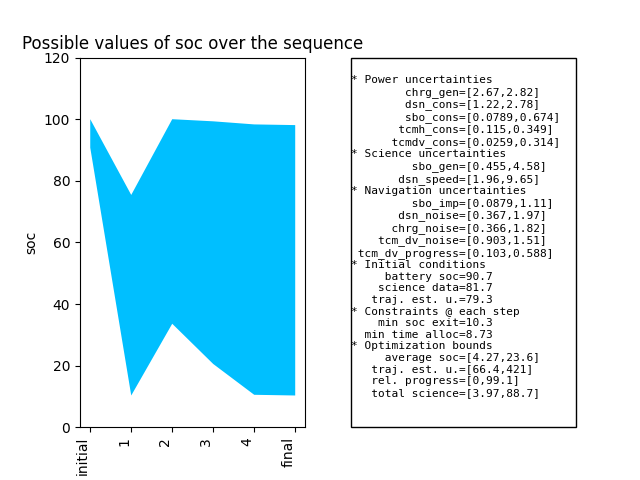 Possible values of soc over the sequence
120
100
80
60
40
20
0
soc
initial
1
2
3
4
final
* Power uncertainties
chrg_gen=[2.67,2.82]
dsn_cons=[1.22,2.78]
sbo_cons=[0.0789,0.674]
tcmh_cons=[0.115,0.349]
tcmdv_cons=[0.0259,0.314]
* Science uncertainties
sbo_gen=[0.455,4.58]
dsn_speed=[1.96,9.65]
* Navigation uncertainties
sbo_imp=[0.0879,1.11]
dsn_noise=[0.367,1.97]
chrg_noise=[0.366,1.82]
tcm_dv_noise=[0.903,1.51]
tcm_dv_progress=[0.103,0.588]
* Initial conditions
battery soc=90.7
science data=81.7
traj. est. u.=79.3
* Constraints @ each step
min soc exit=10.3
min time alloc=8.73
* Optimization bounds
average soc=[4.27,23.6]
traj. est. u.=[66.4,421]
rel. progress=[0,99.1]
total science=[3.97,88.7]